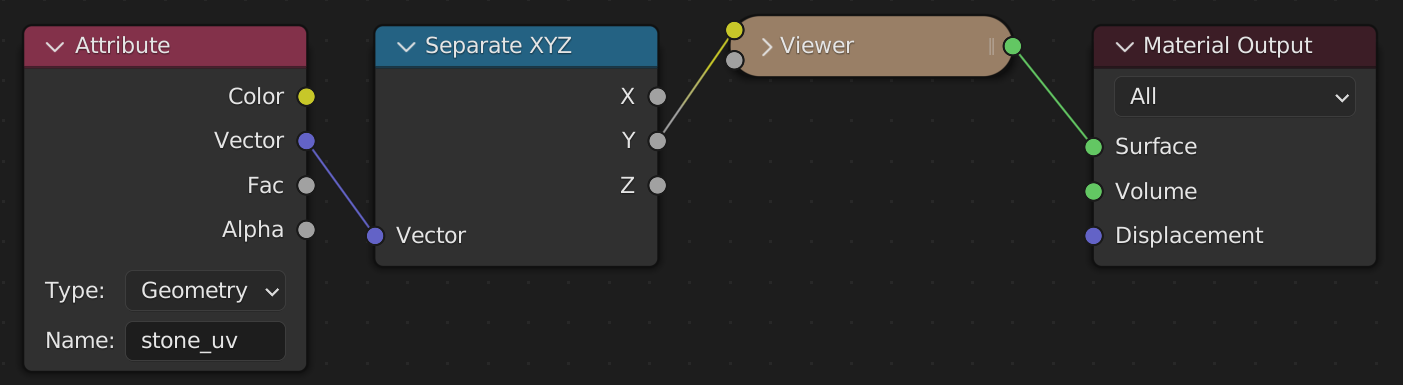 Attribute
Color
Vector
Fac
Alpha
Type: Geometry
Name: stone_uv
Separate XYZ
X
Y
Z
Vector
Viewer
Material Output
All
Surface
Volume
Displacement